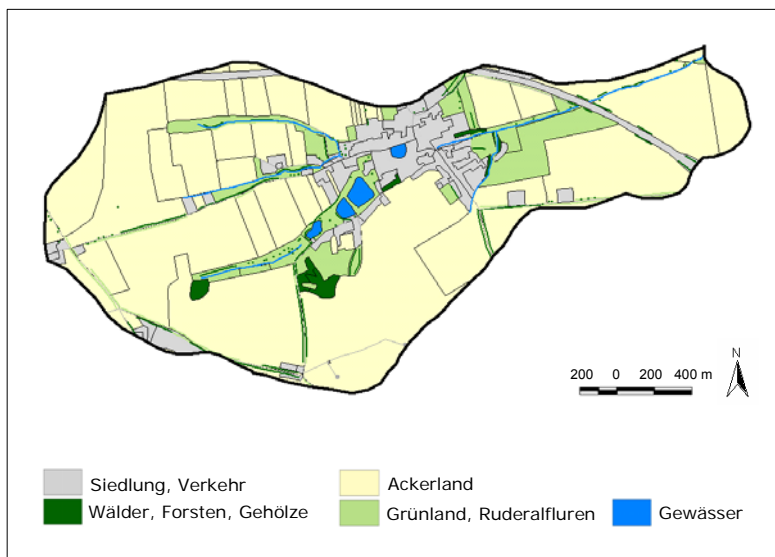 N
200 0 200 400 m
Siedlung, Verkehr
Ackerland
Wälder, Forsten, Gehölze
Grünland, Ruderalfluren
Gewässer